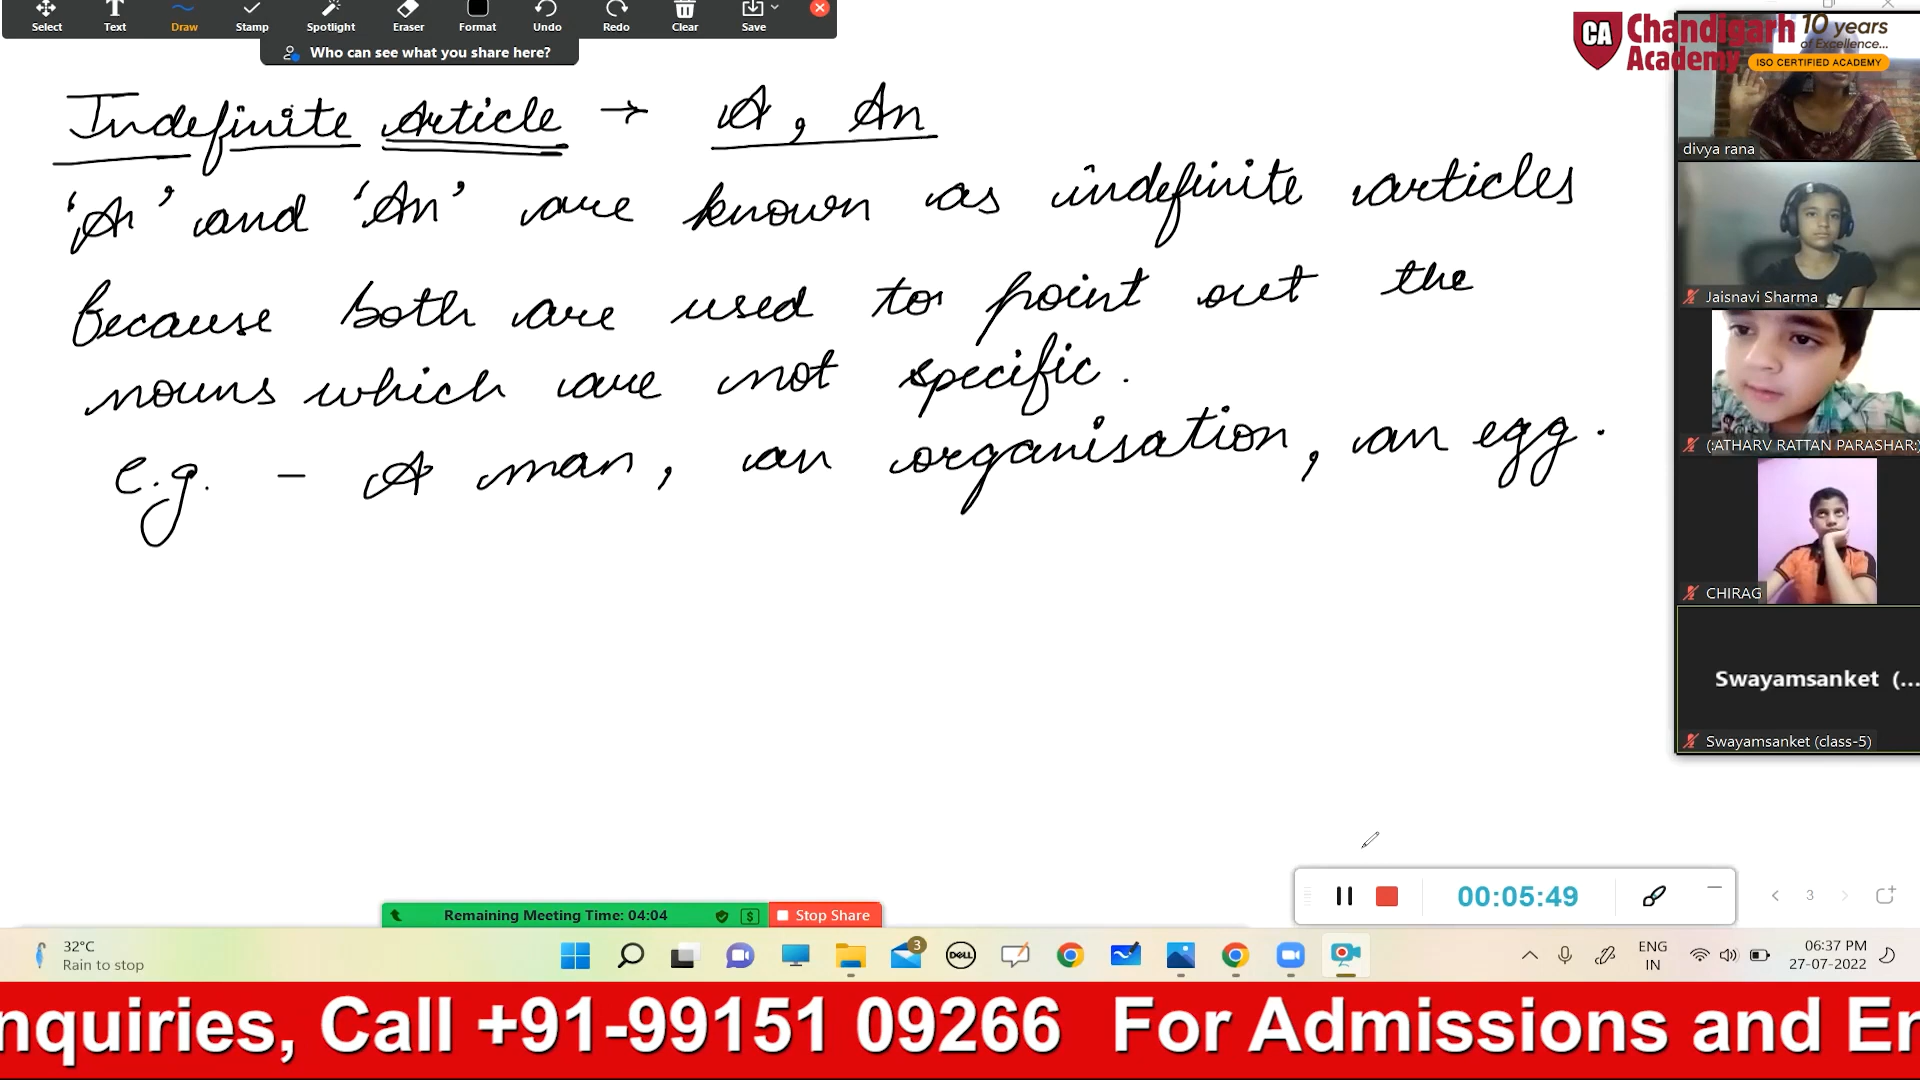 Select Text Draw Stamp Spotlight Eraser Format Undo Redo Clear Save
Who can see what you share here?
CA Chandigarh Academy 10 years of Excellence...
ISO CERTIFIED ACADEMY
Indefinite Article → A, An
'A' and 'An' are known as indefinite articles
because both are used to point out the
nouns which are not specific.
e.g. - A man, an organisation, an egg.
divya rana
Jaisnavi Sharma
(:ATHARV RATTAN PARASHAR:)
CHIRAG
Swayamsanket (...
Swayamsanket (class-5)
00:05:49
3
Remaining Meeting Time: 04:04 Stop Share
32°C
Rain to stop
3
DELL
ENG
IN
06:37 PM
27-07-2022
nquiries, Call +91-99151 09266 For Admissions and En